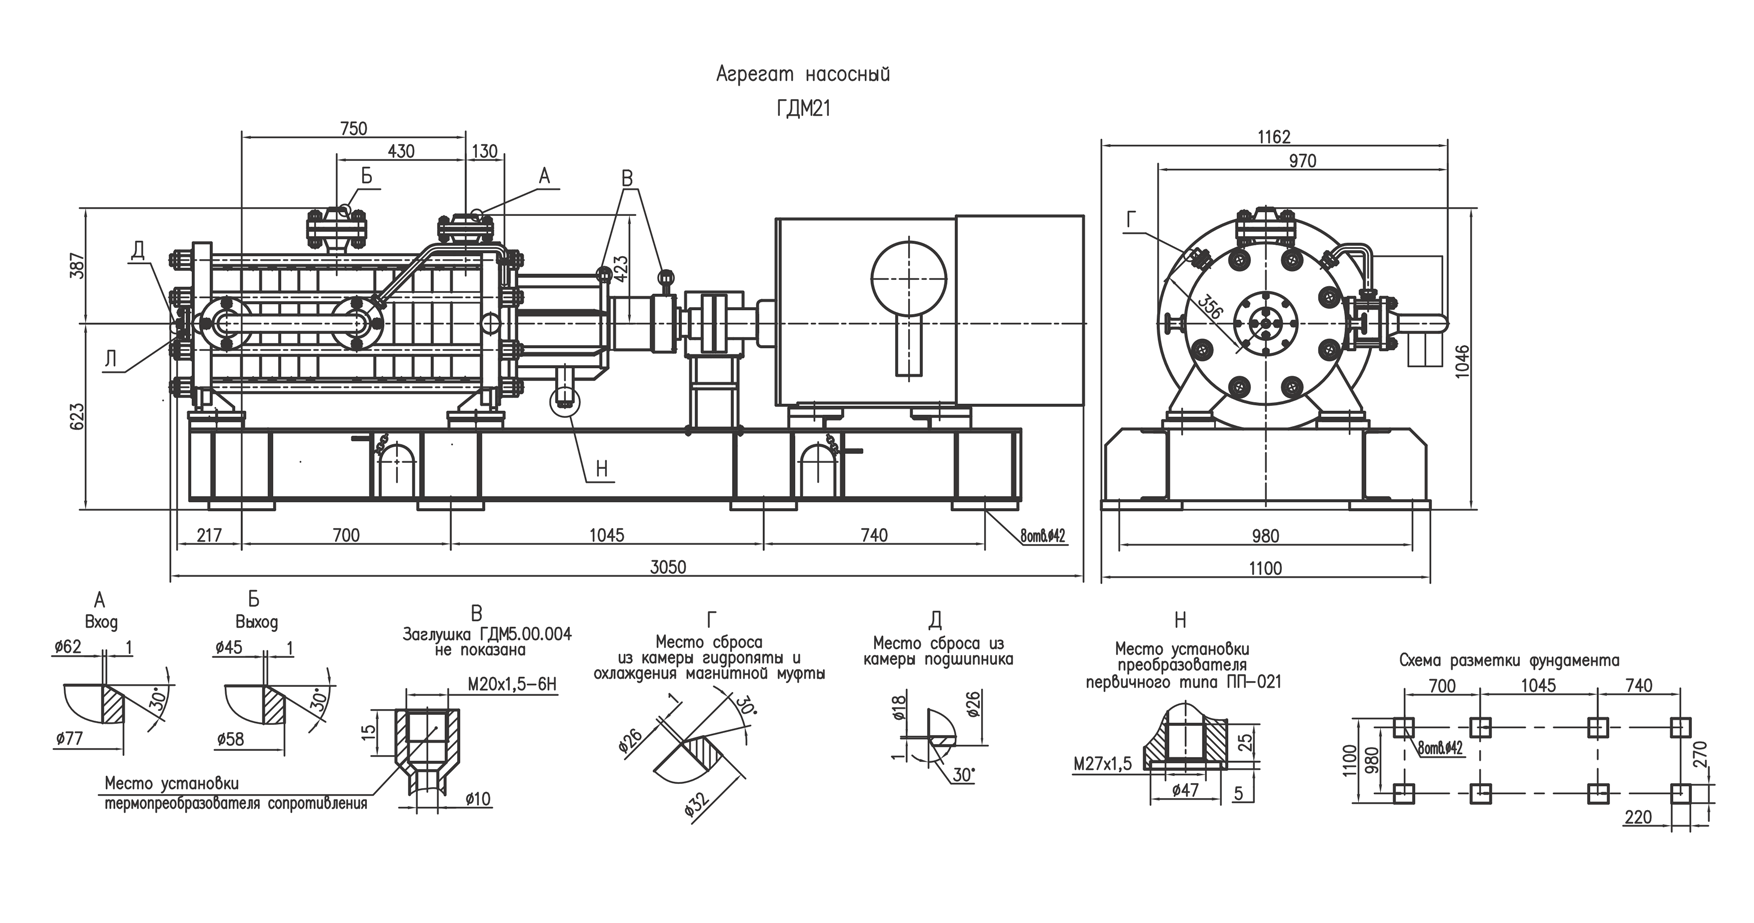 Агрегат насосный
ГДМ21
750
430
130
Б
А
В
Д
Л
387
623
423
Н
217
700
1045
740
8отв.ø42
3050
1162
970
Г
356
1046
980
1100
А
Вход
ø62
1
30°
ø77
Б
Выход
ø45
1
30°
ø58
В
Заглушка ГДМ5.00.004
не показана
М20х1,5-6Н
15
Место установки
термопреобразователя сопротивления
ø10
Г
Место сброса
из камеры гидропяты и
охлаждения магнитной муфты
1
30°
ø26
ø32
Д
Место сброса из
камеры подшипника
ø18
ø26
1
30°
Н
Место установки
преобразователя
первичного типа ПП-021
М27х1,5
25
ø47
5
Схема разметки фундамента
700
1045
740
8отв.ø42
1100
980
270
220